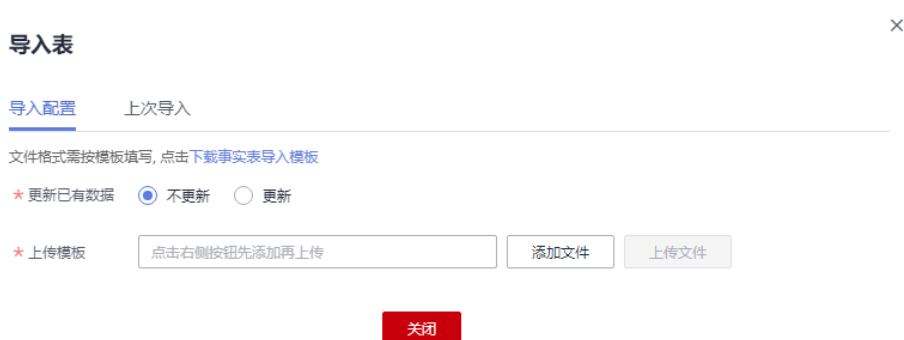 导入表
导入配置 上次导入
文件格式需按模板填写, 点击下载事实表导入模板
* 更新已有数据 不更新 更新
* 上传模板 点击右侧按钮先添加再上传 添加文件 上传文件
关闭